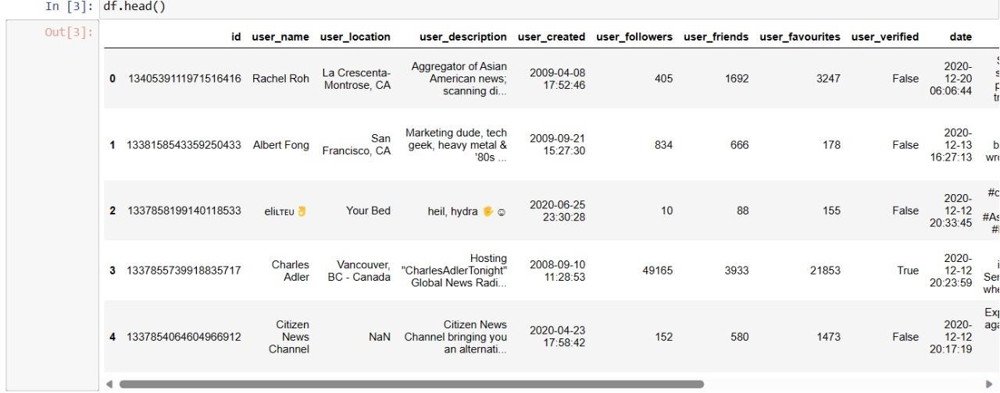 In [3]: df.head()
Out[3]:
id user_name user_location user_description user_created user_followers user_friends user_favourites user_verified date
0 1340539111971516416 Rachel Roh La Crescenta- Montrose, CA Aggregator of Asian American news; scanning di... 2009-04-08 17:52:46 405 1692 3247 False 2020- 12-20 06:06:44
1 1338158543359250433 Albert Fong San Francisco, CA Marketing dude, tech geek, heavy metal & '80s ... 2009-09-21 15:27:30 834 666 178 False 2020- 12-13 16:27:13
2 1337858199140118533 eliʟᴛᴇᴜ 👌 Your Bed heil, hydra 🖐 ☺ 2020-06-25 23:30:28 10 88 155 False 2020- 12-12 20:33:45
3 1337855739918835717 Charles Adler Vancouver, BC - Canada Hosting "CharlesAdlerTonight" Global News Radi... 2008-09-10 11:28:53 49165 3933 21853 True 2020- 12-12 20:23:59
4 1337854064604966912 Citizen News Channel NaN Citizen News Channel bringing you an alternati... 2020-04-23 17:58:42 152 580 1473 False 2020- 12-12 20:17:19